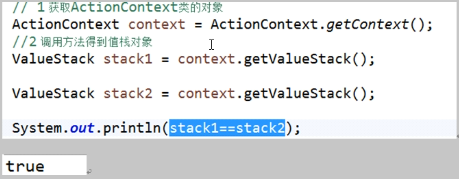 // 1 获取ActionContext类的对象
ActionContext context = ActionContext.getContext();
//2 调用方法得到值栈对象
ValueStack stack1 = context.getValueStack();
ValueStack stack2 = context.getValueStack();
System.out.println(stack1==stack2);
true